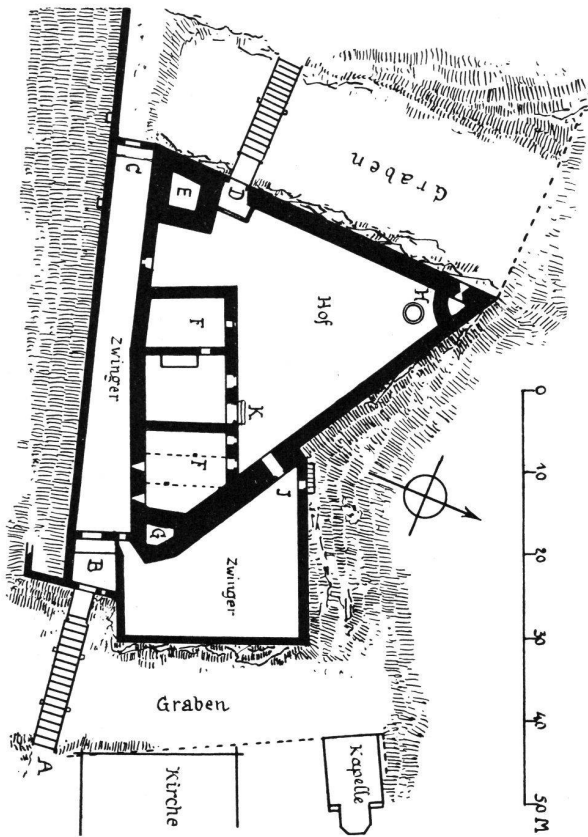 Graben
C
E
D
H
Hof
F
Zwinger
K
F
J
G
B
Zwinger
A
Graben
Kirche
Kapelle
0
10
20
30
40
50 M